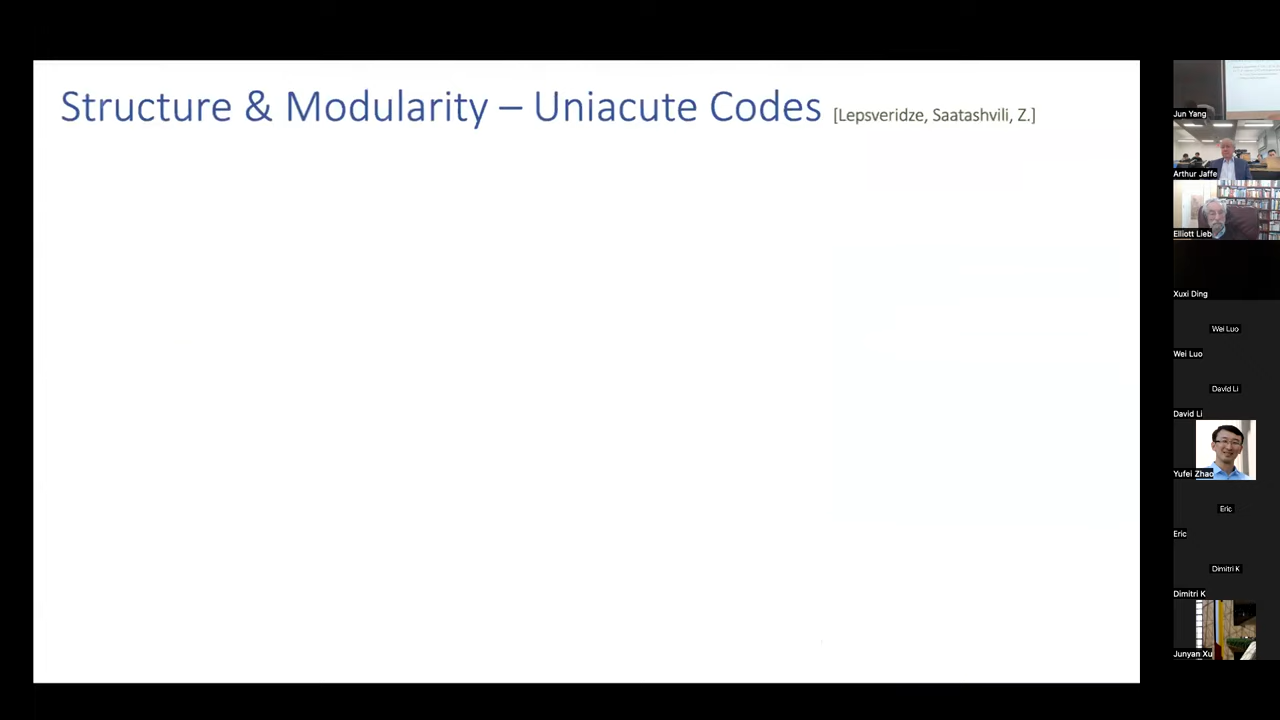 Structure & Modularity – Uniacute Codes [Lepsveridze, Saatashvili, Z.]
Jun Yang
Arthur Jaffe
Elliott Lieb
Xuxi Ding
Wei Luo
Wei Luo
David Li
David Li
Yufei Zhao
Eric
Eric
Dimitri K
Dimitri K
Junyan Xu